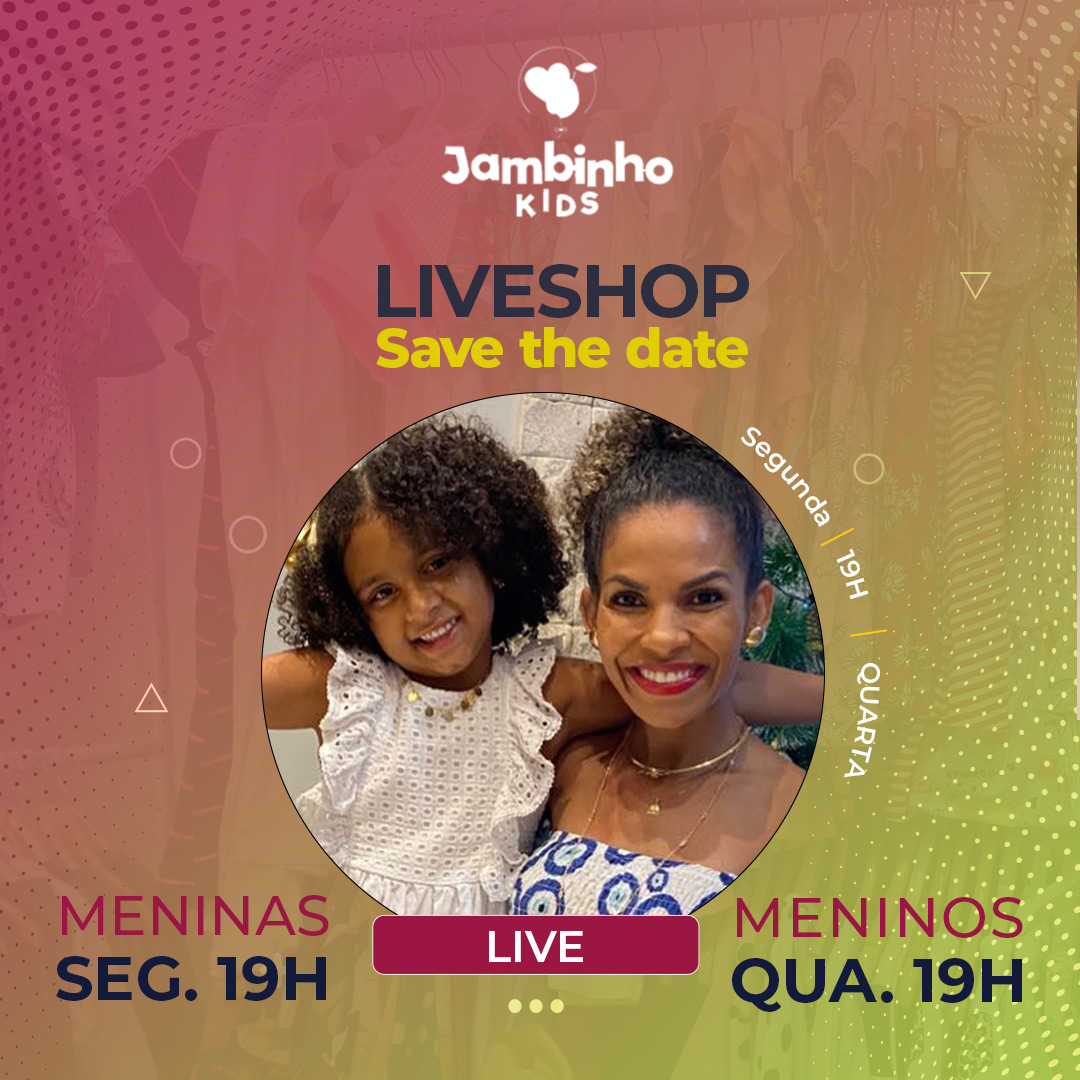 Jambinho
KIDS
LIVESHOP
Save the date
Segunda | 19H | QUARTA
MENINAS
SEG. 19H
LIVE
MENINOS
QUA. 19H